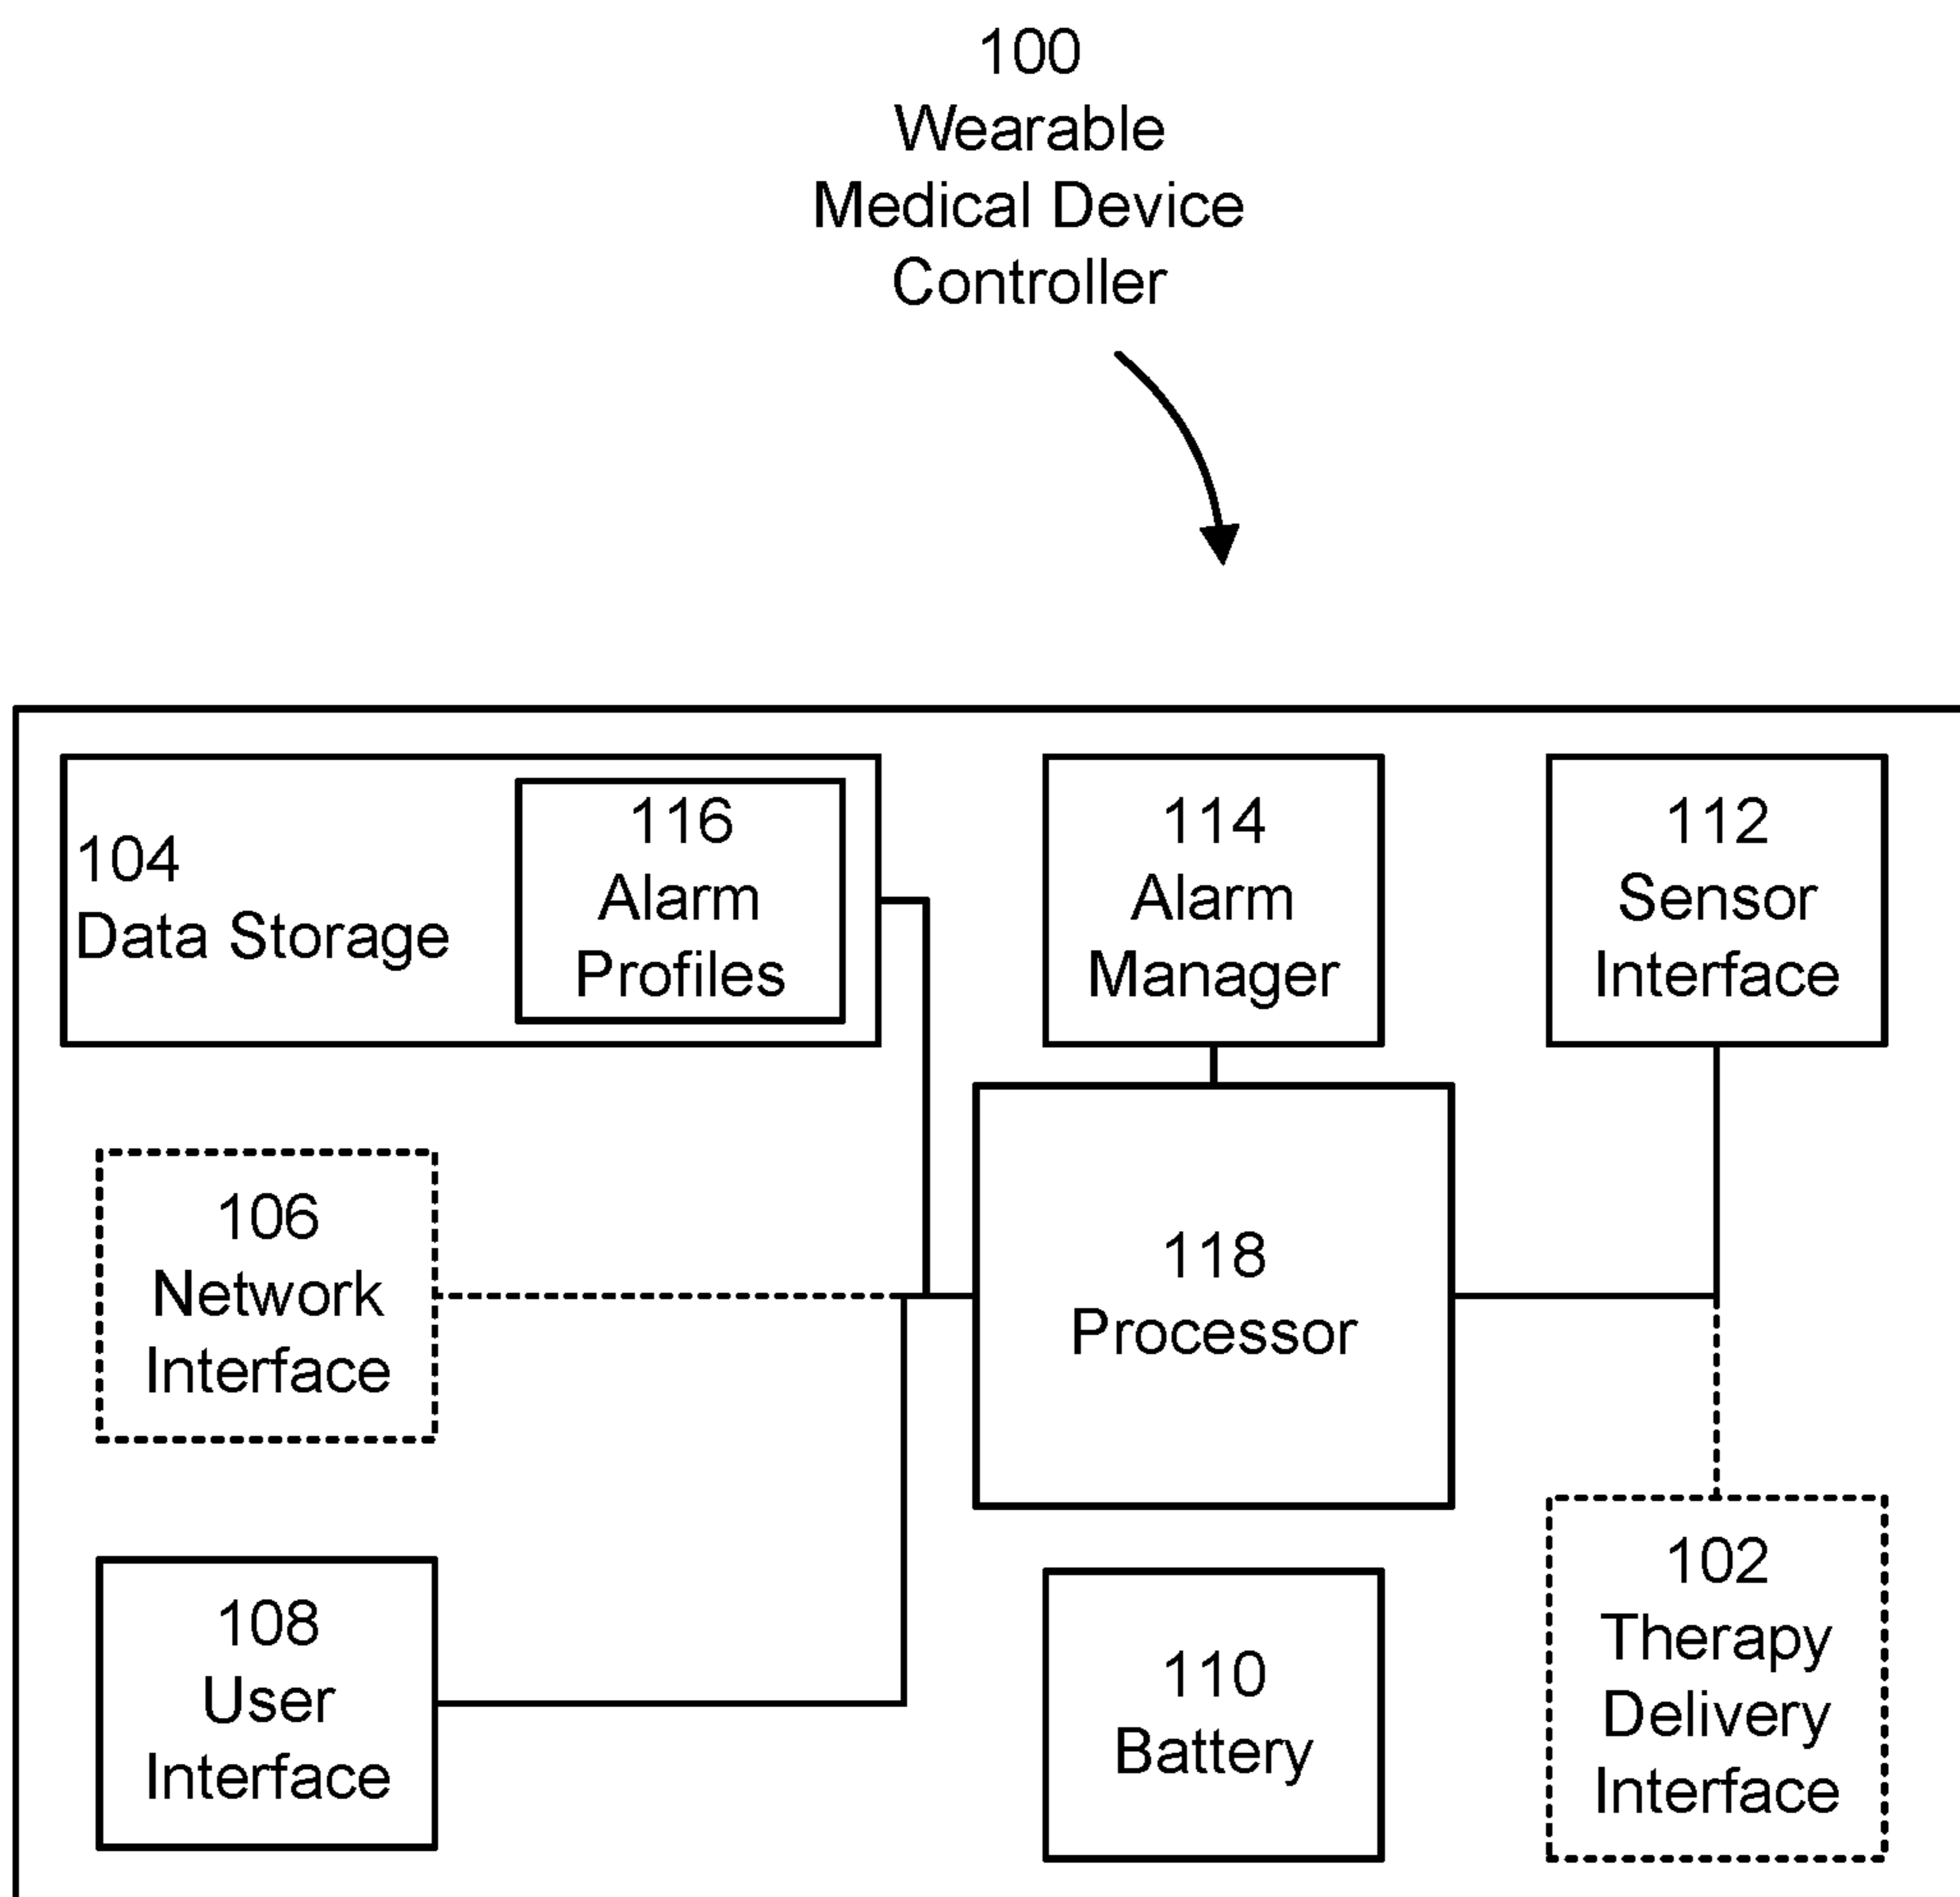 100
Wearable
Medical Device
Controller
104
Data Storage
116
Alarm
Profiles
114
Alarm
Manager
112
Sensor
Interface
106
Network
Interface
118
Processor
108
User
Interface
110
Battery
102
Therapy
Delivery
Interface